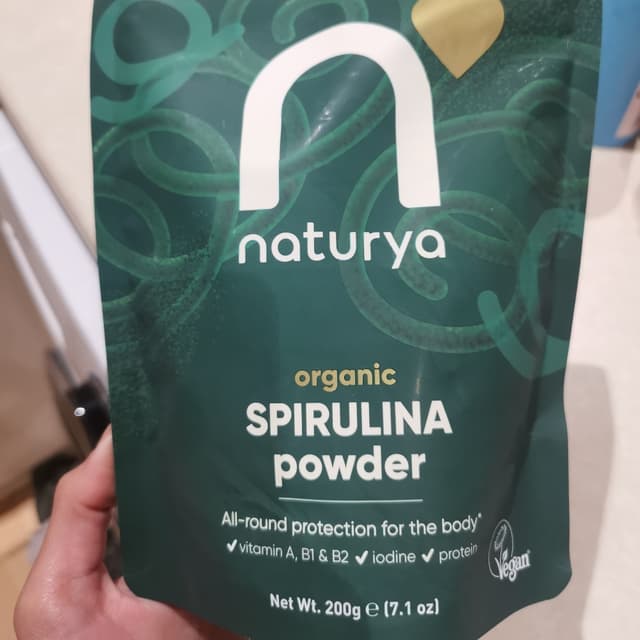 naturya
organic
SPIRULINA
powder
All-round protection for the body*
✓vitamin A, B1 & B2 ✓iodine ✓protein
Vegan
Net Wt. 200g ℮ (7.1 oz)